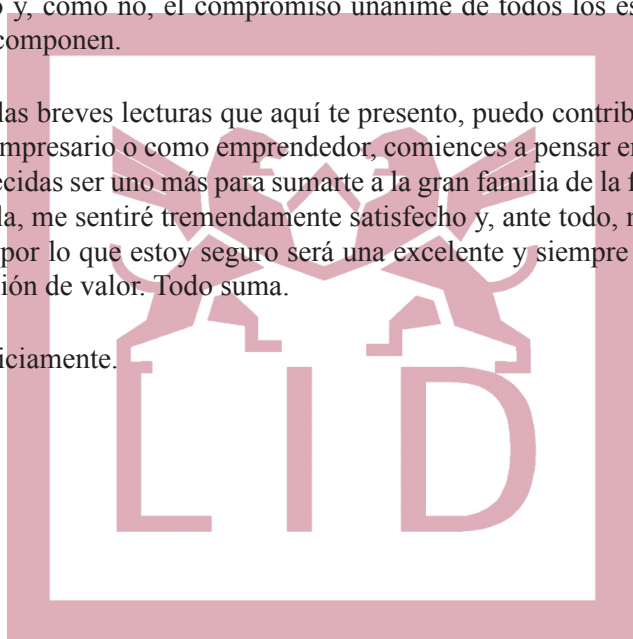 y, como no, el compromiso unánime de todos los es
componen.
las breves lecturas que aquí te presento, puedo contrib
mpresario o como emprendedor, comiences a pensar en
ecidas ser uno más para sumarte a la gran familia de la f
la, me sentiré tremendamente satisfecho y, ante todo,
por lo que estoy seguro será una excelente y siempre
ión de valor. Todo suma.
iciamente.
LID